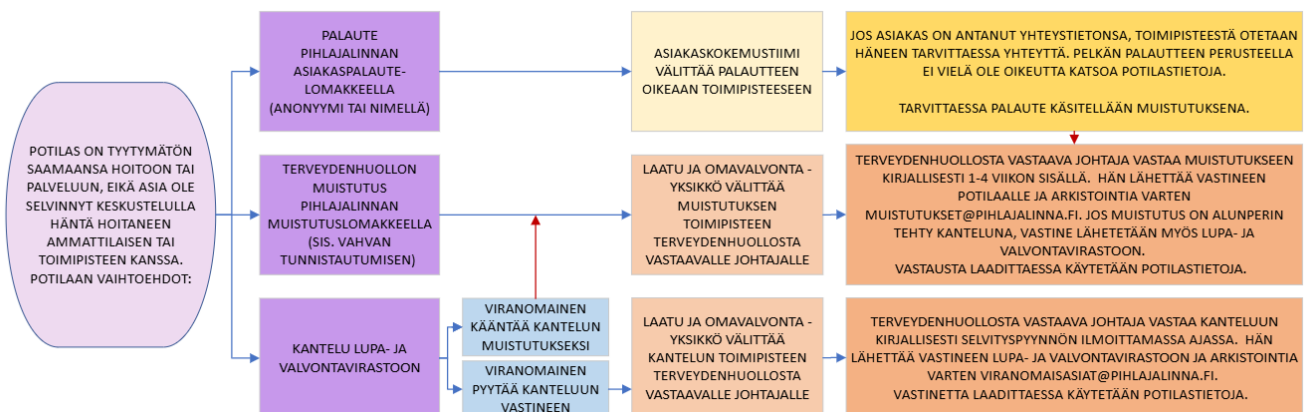 POTILAS ON TYYTYMÄTÖN
SAAMAANSA HOITOON TAI
PALVELUUN, EIKÄ ASIA OLE
SELVINNYT KESKUSTELULLA
HÄNTÄ HOITANEEN
AMMATTILAISEN TAI
TOIMIPISTEEN KANSSA.
POTILAAN VAIHTOEHDOT:
PALAUTE
PIHLAJALINNAN
ASIAKASPALAUTE-
LOMAKKEELLA
(ANONYYMI TAI NIMELLÄ)
ASIAKASKOKEMUSTIIMI
VÄLITTÄÄ PALAUTTEEN
OIKEAAN TOIMIPISTEESEEN
JOS ASIAKAS ON ANTANUT YHTEYSTIETONSA, TOIMIPISTEESTÄ OTETAAN
HÄNEEN TARVITTAESSA YHTEYTTÄ. PELKÄN PALAUTTEEN PERUSTEELLA
EI VIELÄ OLE OIKEUTTA KATSOA POTILASTIETOJA.
TARVITTAESSA PALAUTE KÄSITELLÄÄN MUISTUTUKSENA.
TERVEYDENHUOLLON
MUISTUTUS
PIHLAJALINNAN
MUISTUTUSLOMAKKEELLA
(SIS. VAHVAN
TUNNISTAUTUMISEN)
LAATU JA OMAVALVONTA -
YKSIKKÖ VÄLITTÄÄ
MUISTUTUKSEN
TOIMIPISTEEN
TERVEYDENHUOLLOSTA
VASTAAVALLE JOHTAJALLE
TERVEYDENHUOLLOSTA VASTAAVA JOHTAJA VASTAA MUISTUTUKSEEN
KIRJALLISESTI 1-4 VIIKON SISÄLLÄ. HÄN LÄHETTÄÄ VASTINEEN
POTILAALLE JA ARKISTOINTIA VARTEN
MUISTUTUKSET@PIHLAJALINNA.FI. JOS MUISTUTUS ON ALUNPERIN
TEHTY KANTELUNA, VASTINE LÄHETETÄÄN MYÖS LUPA- JA
VALVONTAVIRASTOON.
VASTAUSTA LAADITTAESSA KÄYTETÄÄN POTILASTIETOJA.
KANTELU LUPA- JA
VALVONTAVIRASTOON
VIRANOMAINEN
KÄÄNTÄÄ KANTELUN
MUISTUTUKSEKSI
VIRANOMAINEN
PYYTÄÄ KANTELUUN
VASTINEEN
LAATU JA OMAVALVONTA -
YKSIKKÖ VÄLITTÄÄ
KANTELUN TOIMIPISTEEN
TERVEYDENHUOLLOSTA
VASTAAVALLE JOHTAJALLE
TERVEYDENHUOLLOSTA VASTAAVA JOHTAJA VASTAA KANTELUUN
KIRJALLISESTI SELVITYSPYYNNÖN ILMOITTAMASSA AJASSA. HÄN
LÄHETTÄÄ VASTINEEN LUPA- JA VALVONTAVIRASTOON JA ARKISTOINTIA
VARTEN VIRANOMAISASIAT@PIHLAJALINNA.FI.
VASTINETTA LAADITTAESSA KÄYTETÄÄN POTILASTIETOJA.